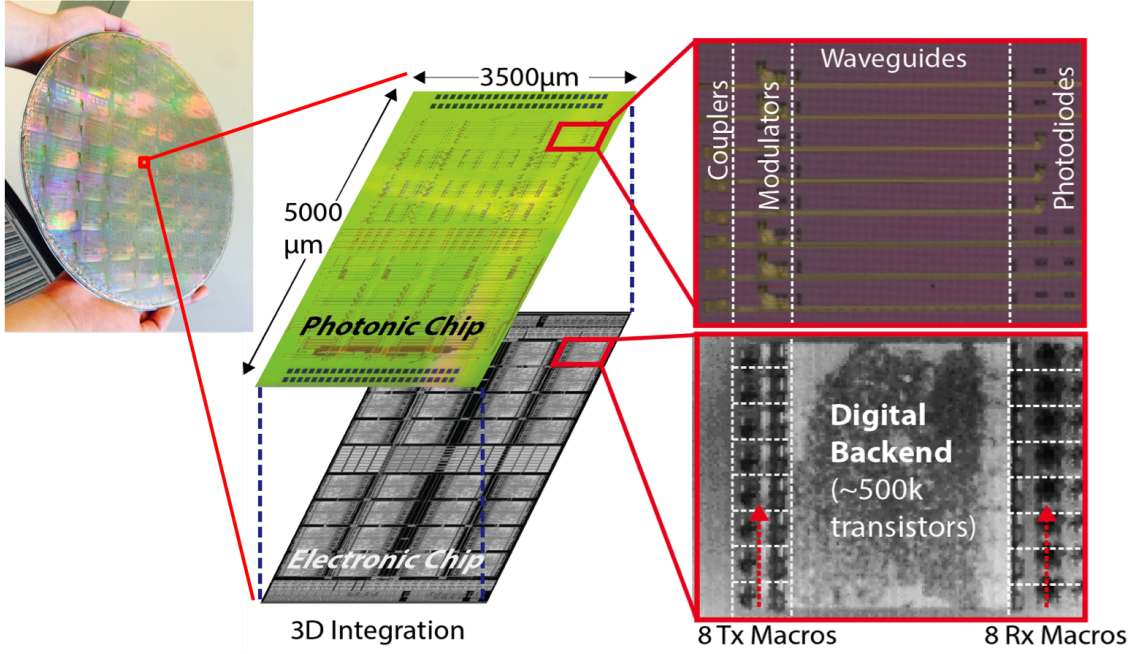 3500μm
5000
μm
Photonic Chip
Electronic Chip
3D Integration
Couplers
Modulators
Waveguides
Photodiodes
Digital
Backend
(~500k
transistors)
8 Tx Macros
8 Rx Macros